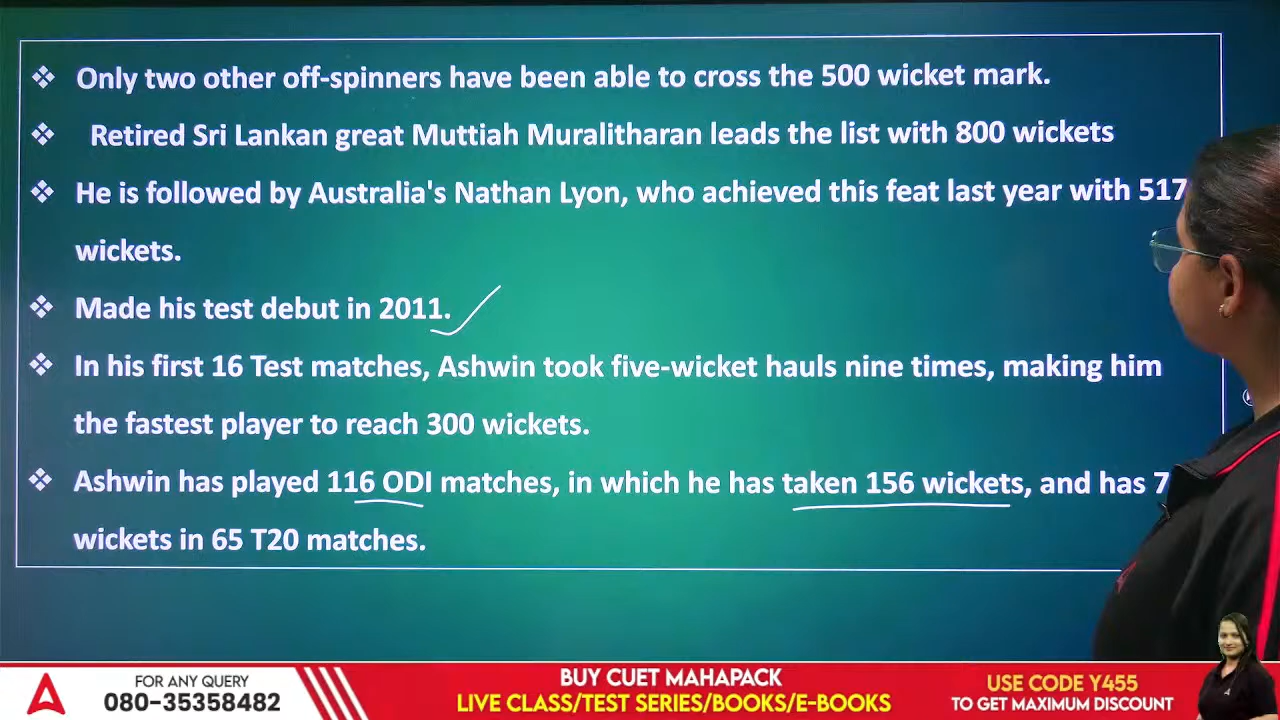 ❖ Only two other off-spinners have been able to cross the 500 wicket mark.
❖ Retired Sri Lankan great Muttiah Muralitharan leads the list with 800 wickets
❖ He is followed by Australia's Nathan Lyon, who achieved this feat last year with 517
wickets.
❖ Made his test debut in 2011.
❖ In his first 16 Test matches, Ashwin took five-wicket hauls nine times, making him
the fastest player to reach 300 wickets.
❖ Ashwin has played 116 ODI matches, in which he has taken 156 wickets, and has
wickets in 65 T20 matches.
FOR ANY QUERY
080-35358482
BUY CUET MAHAPACK
LIVE CLASS/TEST SERIES/BOOKS/E-BOOKS
USE CODE Y455
TO GET MAXIMUM DISCOUNT